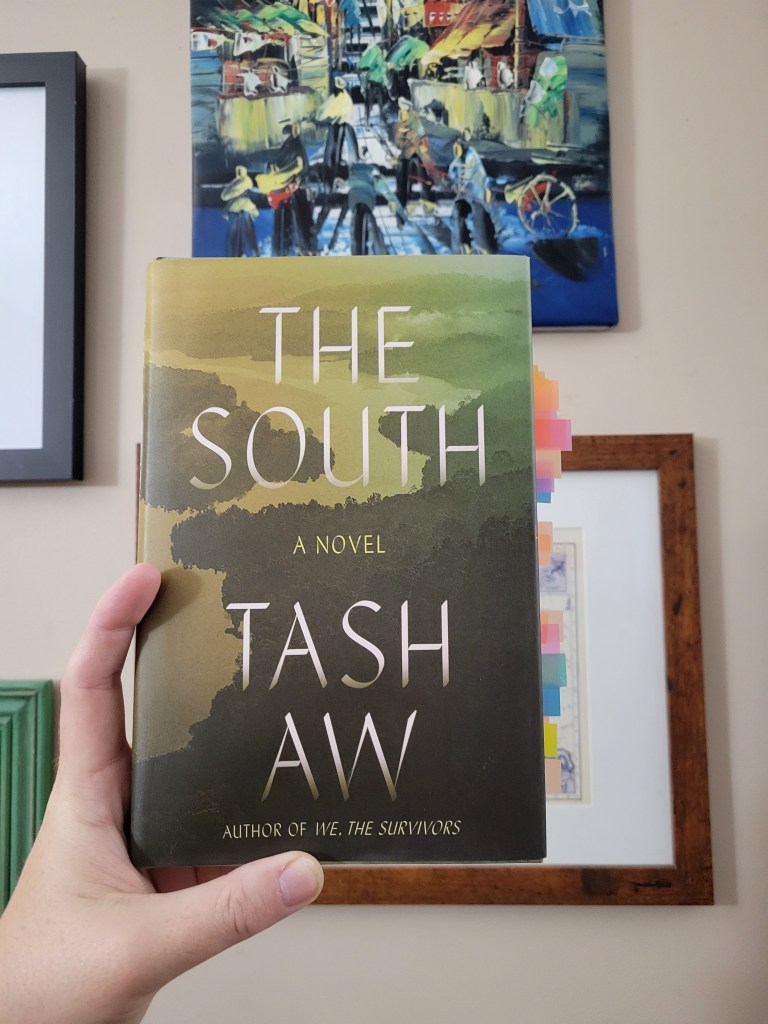 THE
SOUTH
A NOVEL
TASH
AW
AUTHOR OF WE, THE SURVIVORS